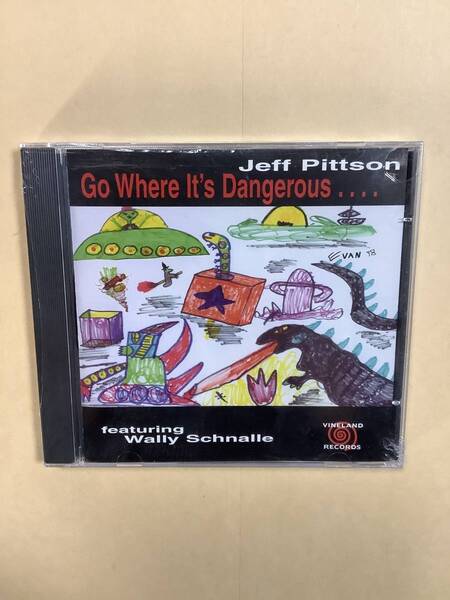 Jeff Pittson
Go Where It's Dangerous ....
EVAN '98
featuring
Wally Schnalle
VINELAND
RECORDS